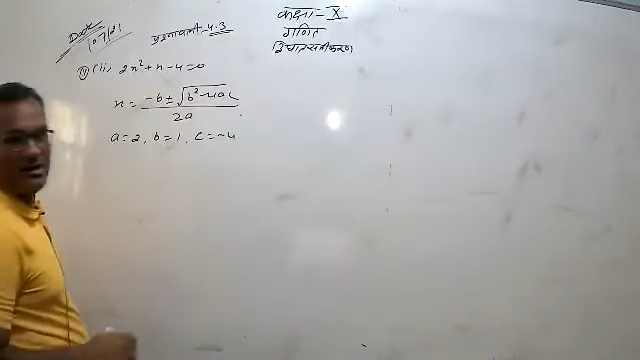 कक्षा - X
गणित
द्विघात समीकरण
Date
10/7/21
प्रश्नावली - 4.3
(ii) 2x² + x - 4 = 0
x = -b ± √b² - 4ac / 2a
a = 2, b = 1, c = -4